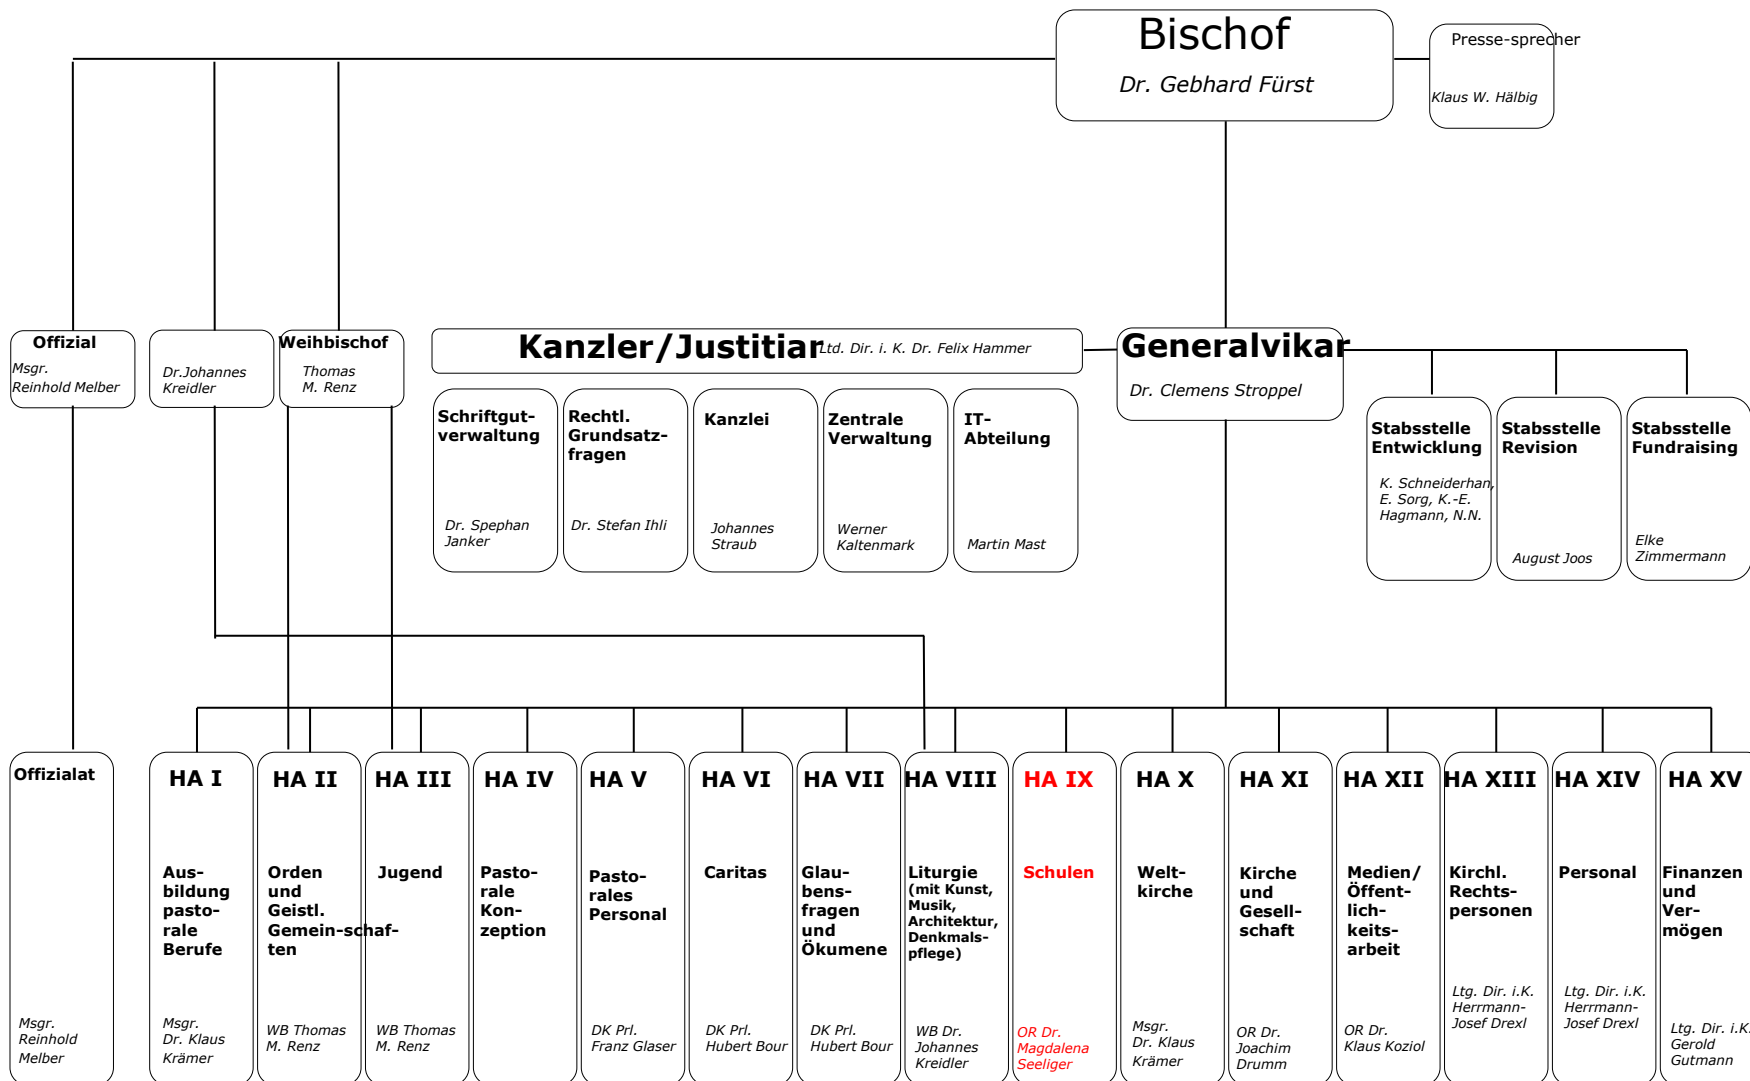 Bischof
Dr. Gebhard Fürst
Presse-sprecher
Klaus W. Hälbig
Offizial
Msgr.
Reinhold Melber
Dr.Johannes
Kreidler
Weihbischof
Thomas
M. Renz
Kanzler/Justitiar
Ltd. Dir. i. K. Dr. Felix Hammer
Generalvikar
Dr. Clemens Stroppel
Schriftgut-
verwaltung
Dr. Spephan
Janker
Rechtl.
Grundsatz-
fragen
Dr. Stefan Ihli
Kanzlei
Johannes
Straub
Zentrale
Verwaltung
Werner
Kaltenmark
IT-
Abteilung
Martin Mast
Stabsstelle
Entwicklung
K. Schneiderhan,
E. Sorg, K.-E.
Hagmann, N.N.
Stabsstelle
Revision
August Joos
Stabsstelle
Fundraising
Elke
Zimmermann
Offizialat
Msgr.
Reinhold
Melber
HA I
Aus-
bildung
pasto-
rale
Berufe
Msgr.
Dr. Klaus
Krämer
HA II
Orden
und
Geistl.
Gemein-schaf-
ten
WB Thomas
M. Renz
HA III
Jugend
WB Thomas
M. Renz
HA IV
Pasto-
rale
Kon-
zeption
HA V
Pasto-
rales
Personal
DK Prl.
Franz Glaser
HA VI
Caritas
DK Prl.
Hubert Bour
HA VII
Glau-
bens-
fragen
und
Ökumene
DK Prl.
Hubert Bour
HA VIII
Liturgie
(mit Kunst,
Musik,
Architektur,
Denkmals-
pflege)
WB Dr.
Johannes
Kreidler
HA IX
Schulen
OR Dr.
Magdalena
Seeliger
HA X
Welt-
kirche
Msgr.
Dr. Klaus
Krämer
HA XI
Kirche
und
Gesell-
schaft
OR Dr.
Joachim
Drumm
HA XII
Medien/
Öffent-
lich-
keits-
arbeit
OR Dr.
Klaus Koziol
HA XIII
Kirchl.
Rechts-
personen
Ltg. Dir. i.K.
Herrmann-
Josef Drexl
HA XIV
Personal
Ltg. Dir. i.K.
Herrmann-
Josef Drexl
HA XV
Finanzen
und
Ver-
mögen
Ltg. Dir. i.K.
Gerold
Gutmann